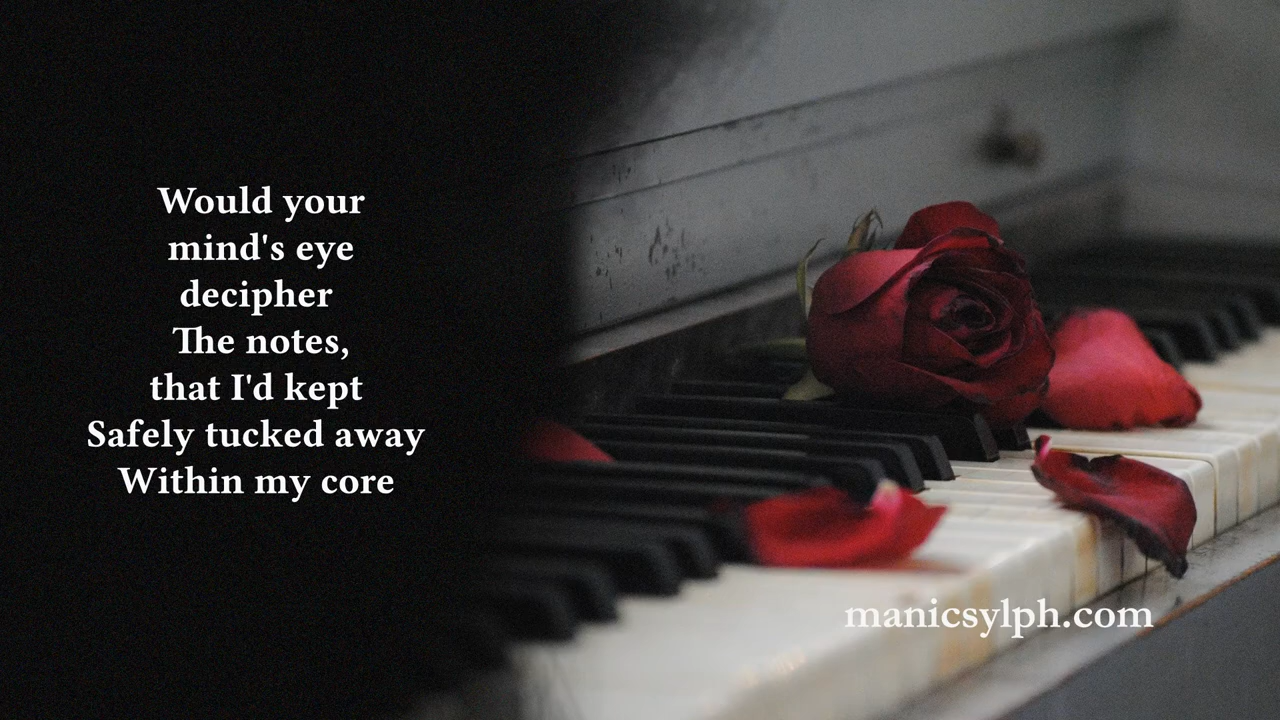 Would your
mind's eye
decipher
The notes,
that I'd kept
Safely tucked away
Within my core
manicsylph.com